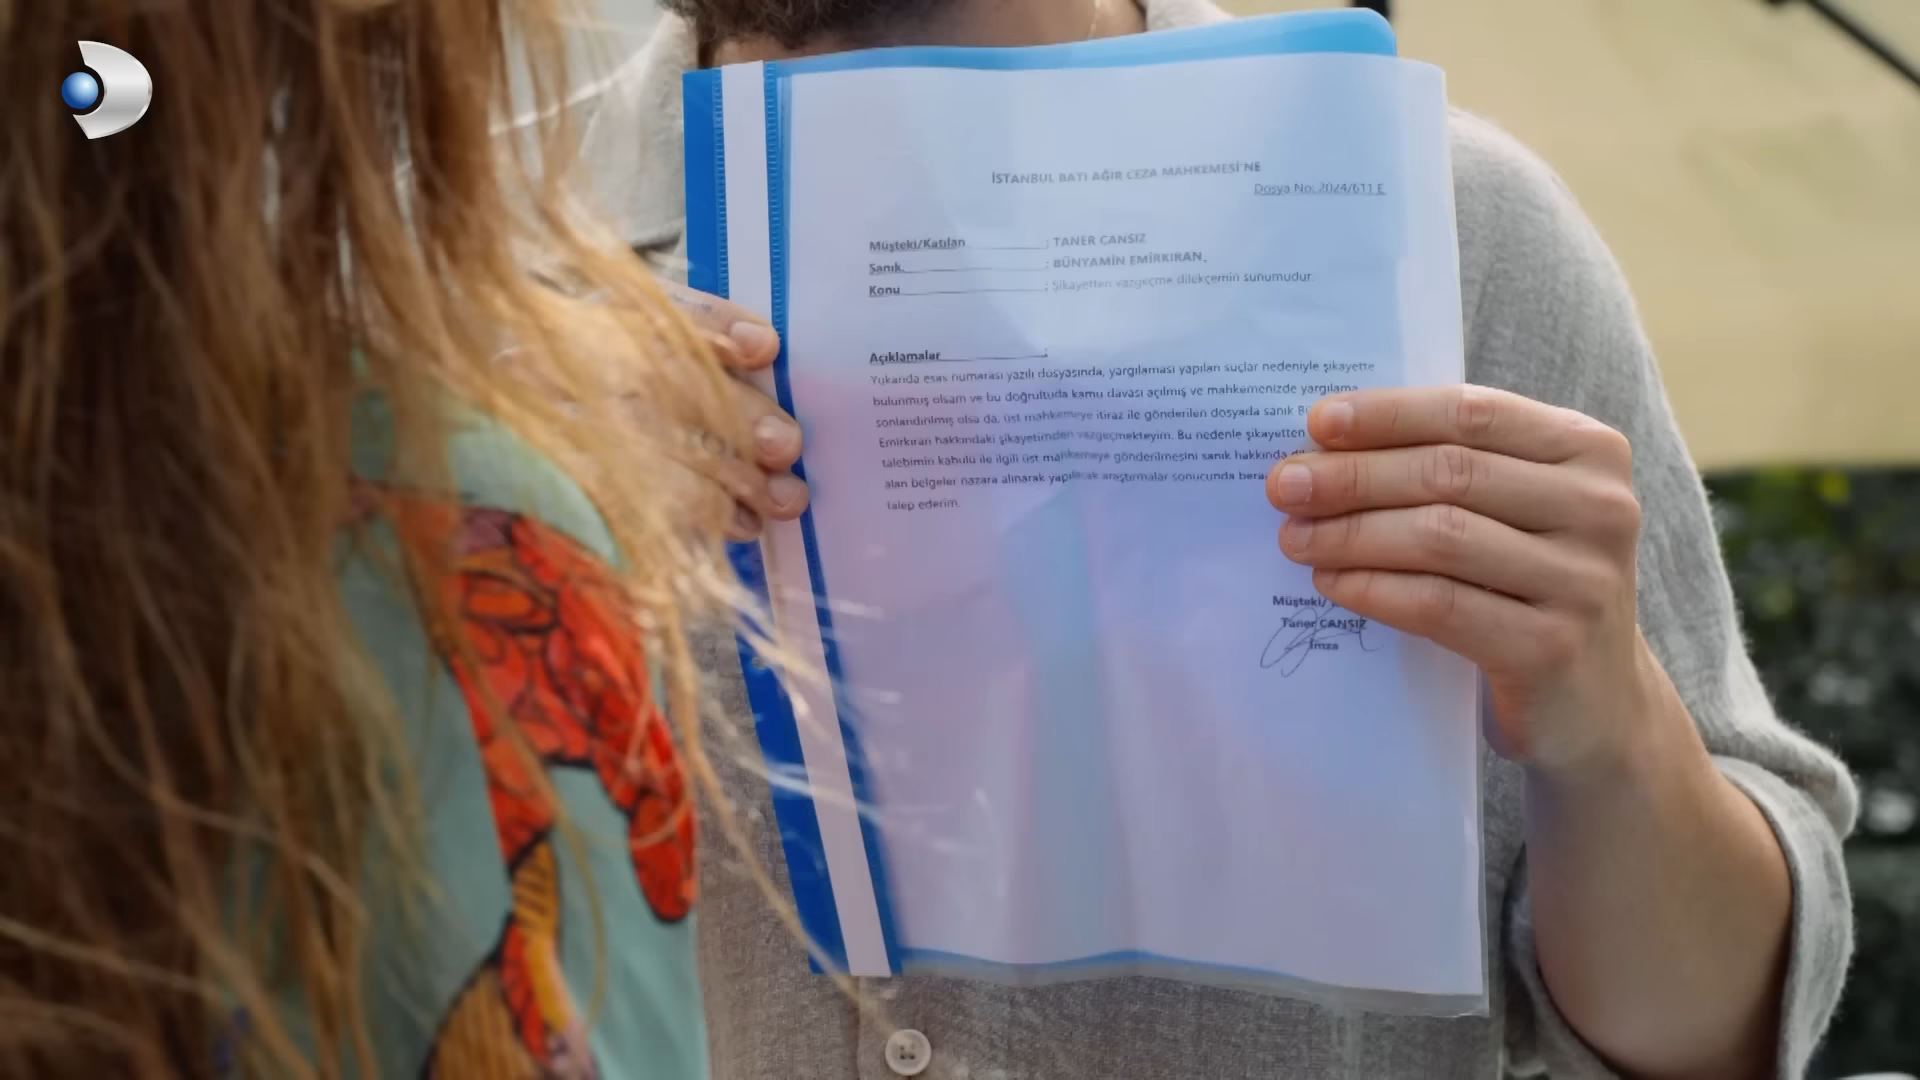 İSTANBUL BATI AĞIR CEZA MAHKEMESİ'NE
Dosya No: 2024/611 E
Müşteki/Katılan : TANER CANSIZ
Sanık : BÜNYAMİN EMİRKIRAN
Konu : Şikayetten vazgeçme dilekçemin sunumudur.
Açıklamalar :
Yukarıda esas numarası yazılı dosyasında, yargılaması yapılan suçlar nedeniyle şikayette
bulunmuş olsam ve bu doğrultuda kamu davası açılmış ve mahkemenizde yargılama
sonlandırılmış olsa da, üst mahkemeye itiraz ile gönderilen dosyada sanık
Emirkıran hakkındaki şikayetimden vazgeçmekteyim. Bu nedenle şikayetten
talebimin kabulü ile ilgili üst mahkemeye gönderilmesini sanık hakkında
alan belgeler nazara alınarak yapılacak araştırmalar sonucunda
talep ederim.
Müşteki/
Taner CANSIZ
İmza